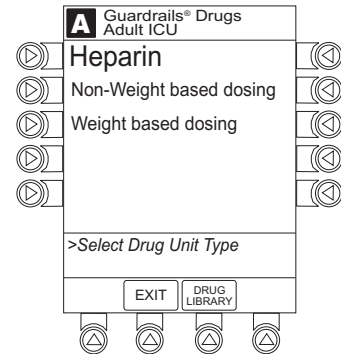 A Guardrails® Drugs
Adult ICU
Heparin
Non-Weight based dosing
Weight based dosing
>Select Drug Unit Type
EXIT
DRUG
LIBRARY